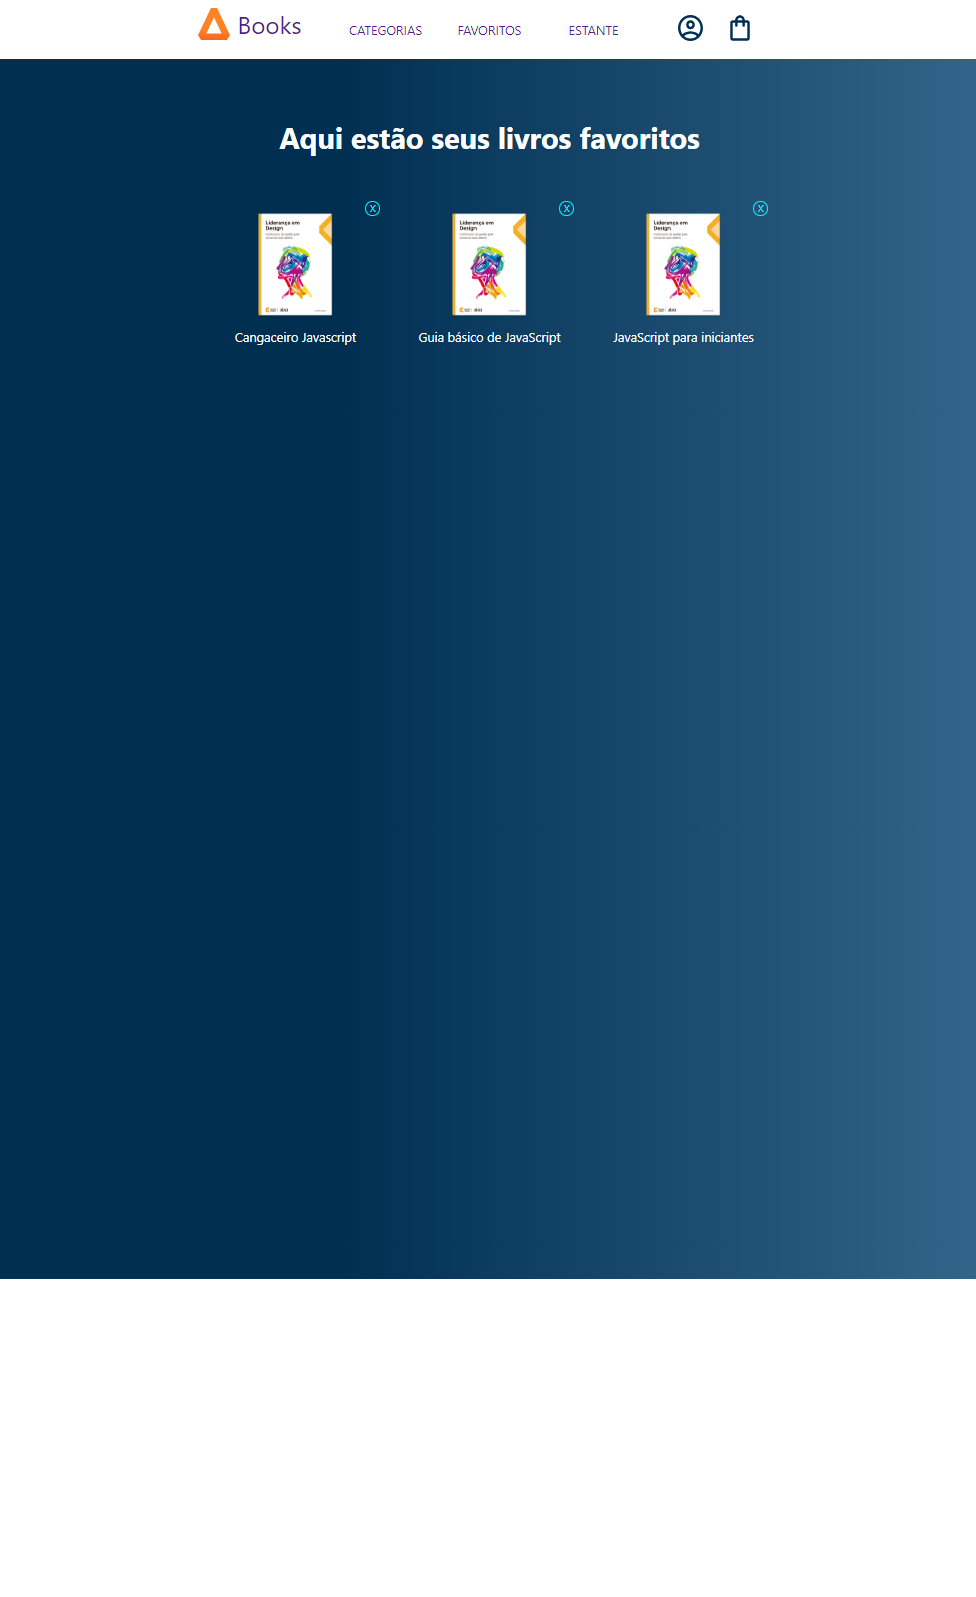 Books
CATEGORIAS
FAVORITOS
ESTANTE
Aqui estão seus livros favoritos
X
X
X
Liderança em
Design
Liderança em
Design
Liderança em
Design
Cangaceiro Javascript
Guia básico de JavaScript
JavaScript para iniciantes